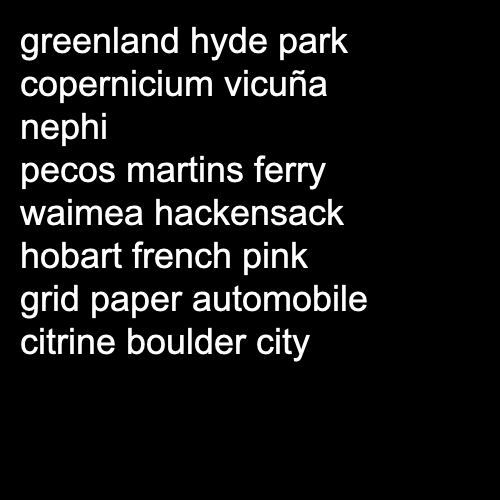 greenland hyde park
copernicium vicuña
nephi
pecos martins ferry
waimea hackensack
hobart french pink
grid paper automobile
citrine boulder city